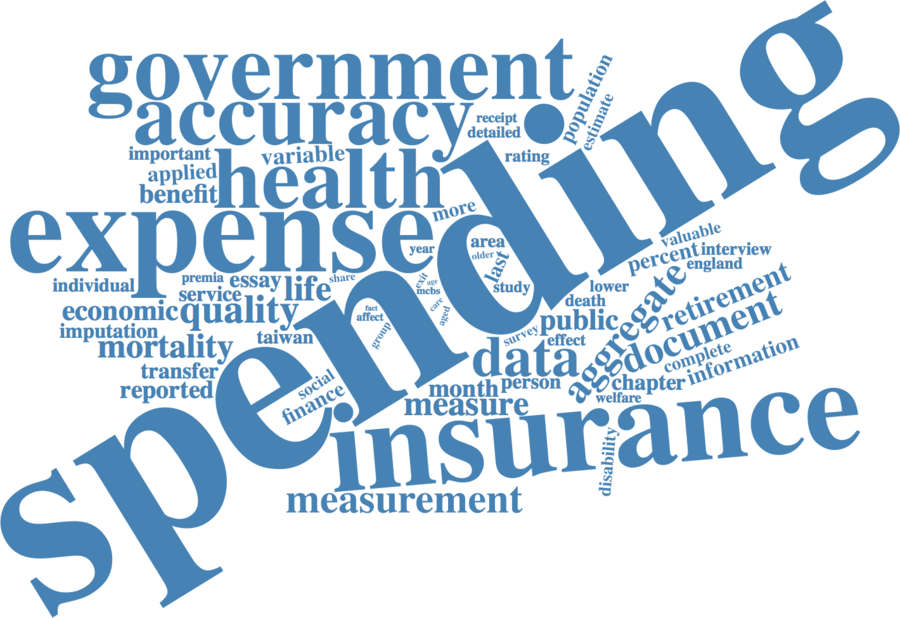 government
accuracy
receipt
detailed
population
estimate
rating
important
variable
applied
benefit
health
expense
more
year
spending
area
older
last
study
valuable
percent
interview
england
individual
premia
essay
life
share
service
economic
quality
exit
age
mcbs
care
aged
fact
affect
group
lower
death
public
effect
survey
aggregate
retirement
document
imputation
mortality
taiwan
data
complete
information
transfer
reported
social
finance
month
person
chapter
welfare
measure
insurance
disability
measurement